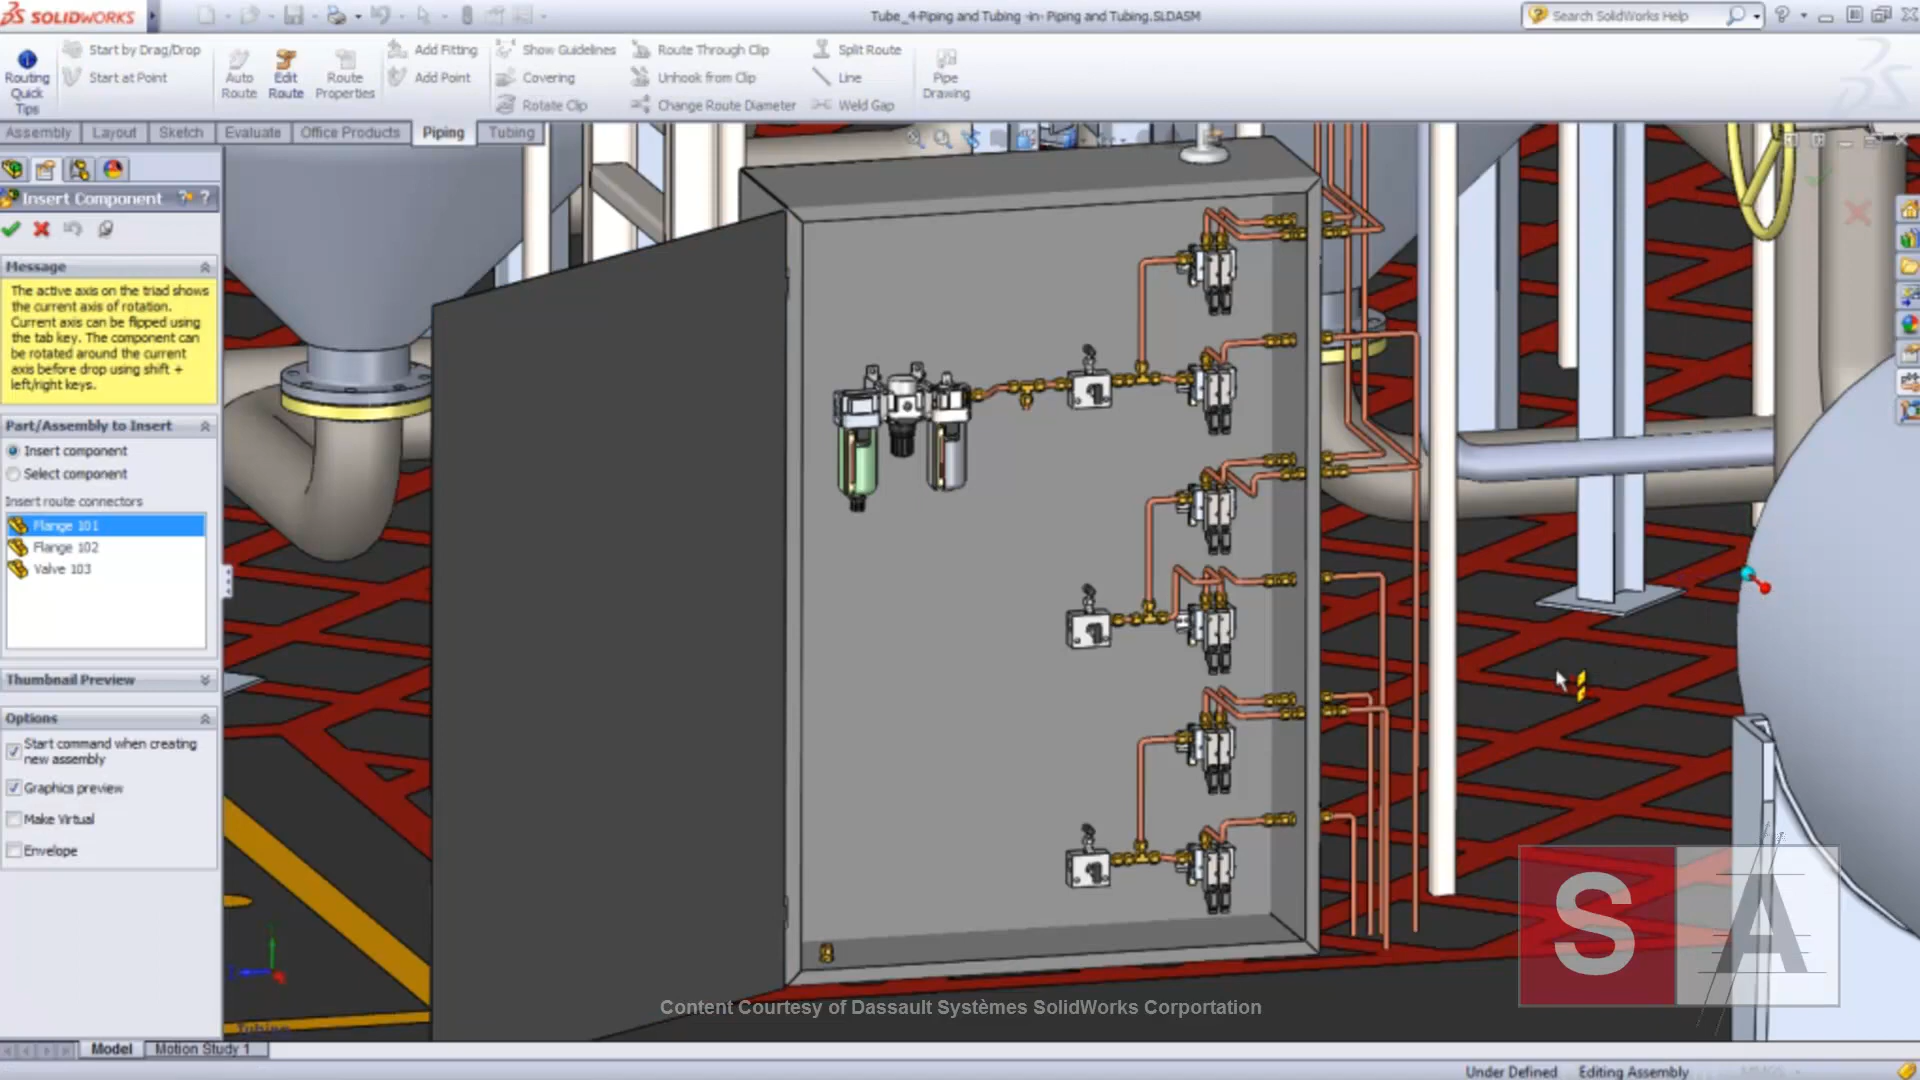 SOLIDWORKS
Tube_4-Piping and Tubing -in- Piping and Tubing.SLDASM
Search SolidWorks Help
Routing Quick Tips
Start by Drag/Drop
Start at Point
Auto Route
Edit Route
Route Properties
Add Fitting
Add Point
Show Guidelines
Covering
Rotate Clip
Route Through Clip
Unhook from Clip
Change Route Diameter
Split Route
Line
Weld Gap
Pipe Drawing
Assembly
Layout
Sketch
Evaluate
Office Products
Piping
Tubing
Insert Component
Message
The active axis on the triad shows
the current axis of rotation.
Current axis can be flipped using
the tab key. The component can
be rotated around the current
axis before drop using shift +
left/right keys.
Part/Assembly to Insert
Insert component
Select component
Insert route connectors
Flange 101
Flange 102
Valve 103
Thumbnail Preview
Options
Start command when creating
new assembly
Graphics preview
Make Virtual
Envelope
SA
Content Courtesy of Dassault Systèmes SolidWorks Corporation
Model
Motion Study 1
Under Defined
Editing Assembly